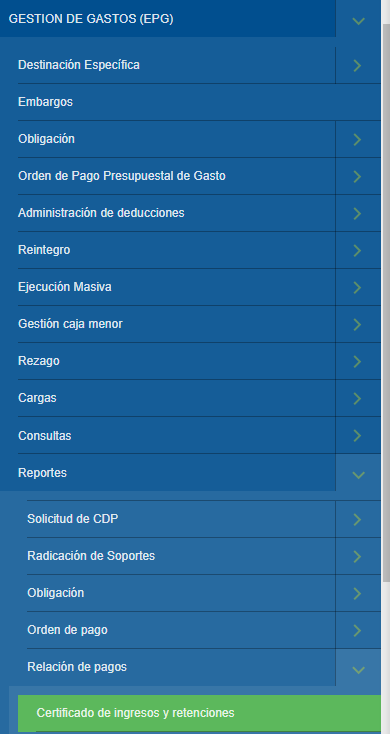 GESTION DE GASTOS (EPG)
Destinación Específica
Embargos
Obligación
Orden de Pago Presupuestal de Gasto
Administración de deducciones
Reintegro
Ejecución Masiva
Gestión caja menor
Rezago
Cargas
Consultas
Reportes
Solicitud de CDP
Radicación de Soportes
Obligación
Orden de pago
Relación de pagos
Certificado de ingresos y retenciones